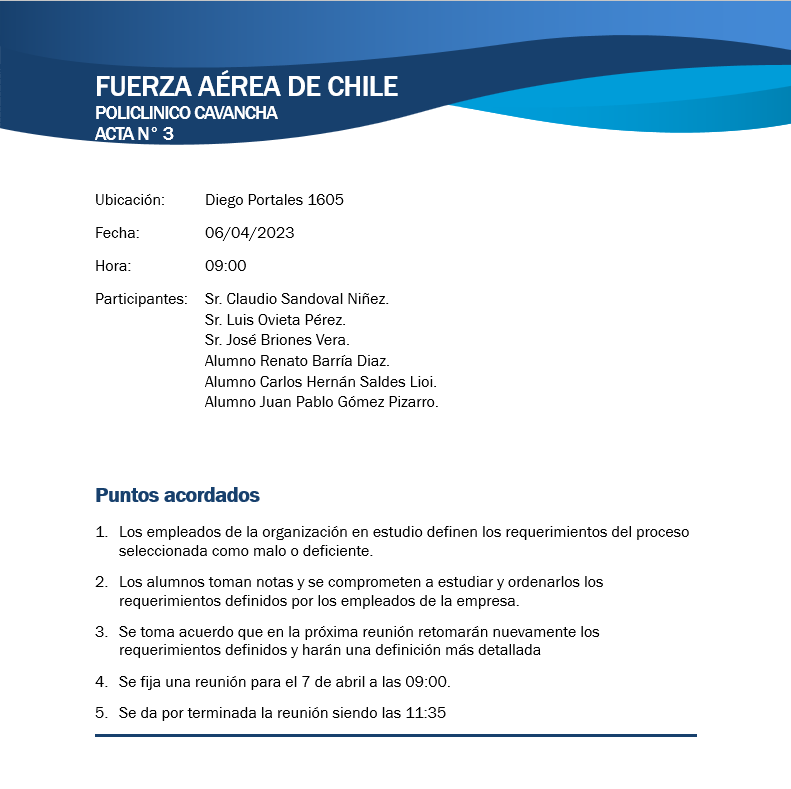 FUERZA AÉREA DE CHILE
POLICLINICO CAVANCHA
ACTA N° 3
Ubicación: Diego Portales 1605
Fecha: 06/04/2023
Hora: 09:00
Participantes: Sr. Claudio Sandoval Niñez.
Sr. Luis Ovieta Pérez.
Sr. José Briones Vera.
Alumno Renato Barría Diaz.
Alumno Carlos Hernán Saldes Lioi.
Alumno Juan Pablo Gómez Pizarro.
Puntos acordados
1. Los empleados de la organización en estudio definen los requerimientos del proceso
seleccionada como malo o deficiente.
2. Los alumnos toman notas y se comprometen a estudiar y ordenarlos los
requerimientos definidos por los empleados de la empresa.
3. Se toma acuerdo que en la próxima reunión retomarán nuevamente los
requerimientos definidos y harán una definición más detallada
4. Se fija una reunión para el 7 de abril a las 09:00.
5. Se da por terminada la reunión siendo las 11:35